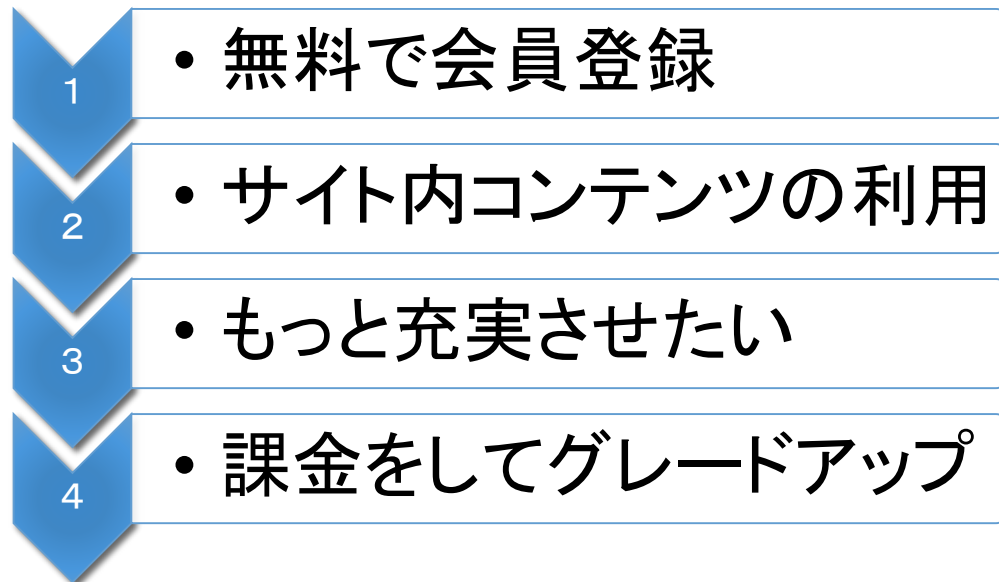 1
• 無料で会員登録
2
• サイト内コンテンツの利用
3
• もっと充実させたい
4
• 課金をしてグレードアップ